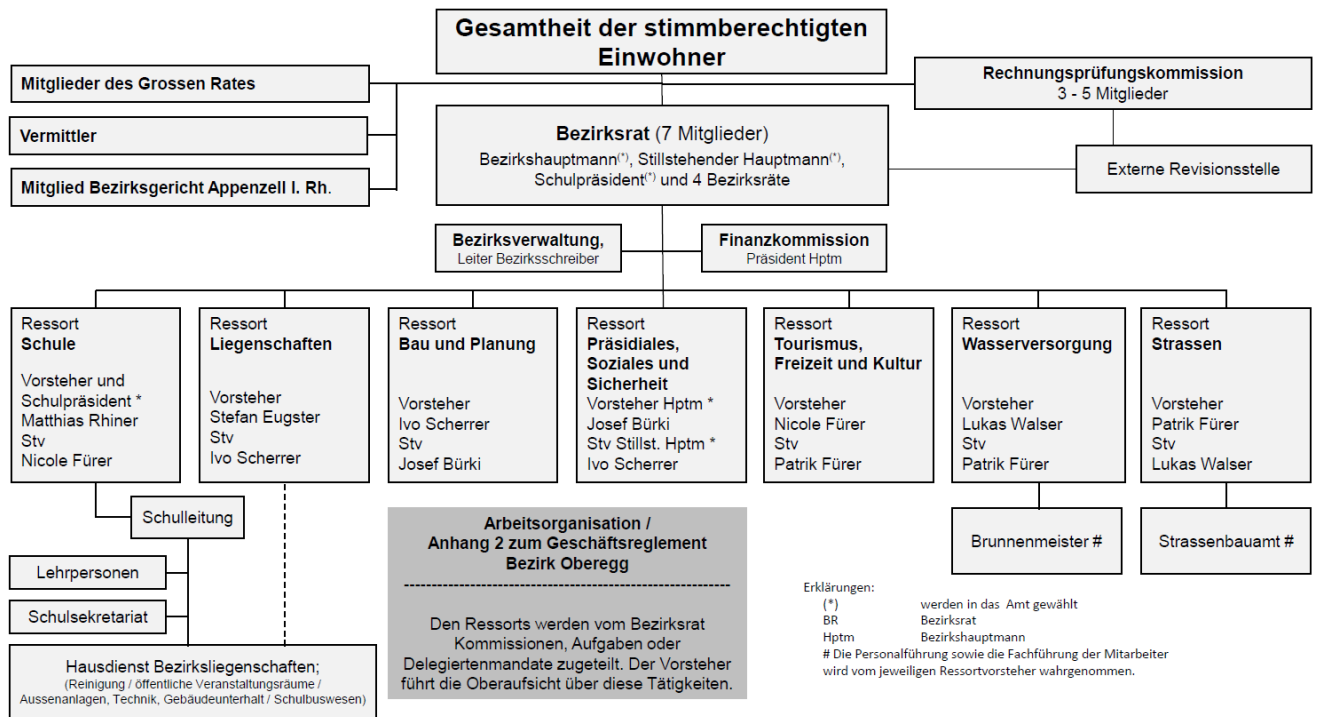 Gesamtheit der stimmberechtigten
Einwohner
Mitglieder des Grossen Rates
Vermittler
Mitglied Bezirksgericht Appenzell I. Rh.
Rechnungsprüfungskommission
3 - 5 Mitglieder
Bezirksrat (7 Mitglieder)
Bezirkshauptmann(*), Stillstehender Hauptmann(*),
Schulpräsident(*) und 4 Bezirksräte
Externe Revisionsstelle
Bezirksverwaltung,
Leiter Bezirksschreiber
Finanzkommission
Präsident Hptm
Ressort
Schule
Vorsteher und
Schulpräsident *
Matthias Rhiner
Stv
Nicole Fürer
Ressort
Liegenschaften
Vorsteher
Stefan Eugster
Stv
Ivo Scherrer
Ressort
Bau und Planung
Vorsteher
Ivo Scherrer
Stv
Josef Bürki
Ressort
Präsidiales,
Soziales und
Sicherheit
Vorsteher Hptm *
Josef Bürki
Stv Stillst. Hptm *
Ivo Scherrer
Ressort
Tourismus,
Freizeit und Kultur
Vorsteher
Nicole Fürer
Stv
Patrik Fürer
Ressort
Wasserversorgung
Vorsteher
Lukas Walser
Stv
Patrik Fürer
Ressort
Strassen
Vorsteher
Patrik Fürer
Stv
Lukas Walser
Schulleitung
Lehrpersonen
Schulsekretariat
Hausdienst Bezirksliegenschaften;
(Reinigung / öffentliche Veranstaltungsräume /
Aussenanlagen, Technik, Gebäudeunterhalt / Schulbuswesen)
Arbeitsorganisation /
Anhang 2 zum Geschäftsreglement
Bezirk Oberegg
-----------------------------------------------------------
Den Ressorts werden vom Bezirksrat
Kommissionen, Aufgaben oder
Delegiertenmandate zugeteilt. Der Vorsteher
führt die Oberaufsicht über diese Tätigkeiten.
Brunnenmeister #
Strassenbauamt #
Erklärungen:
(*) werden in das Amt gewählt
BR Bezirksrat
Hptm Bezirkshauptmann
# Die Personalführung sowie die Fachführung der Mitarbeiter
wird vom jeweiligen Ressortvorsteher wahrgenommen.